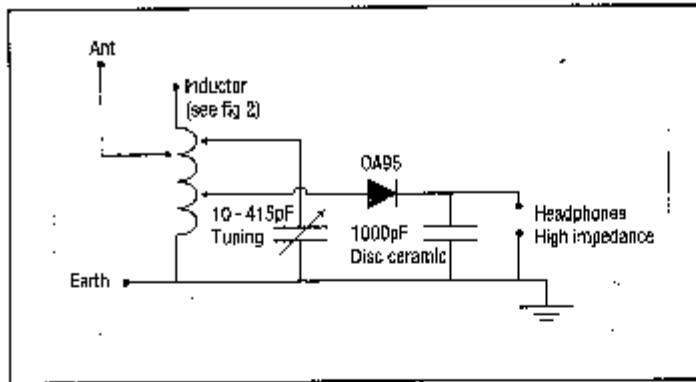 Ant
Inductor
(see fig 2)
OA95
10-415pF
Tuning
1000pF
Disc ceramic
Headphones
High impedance
Earth